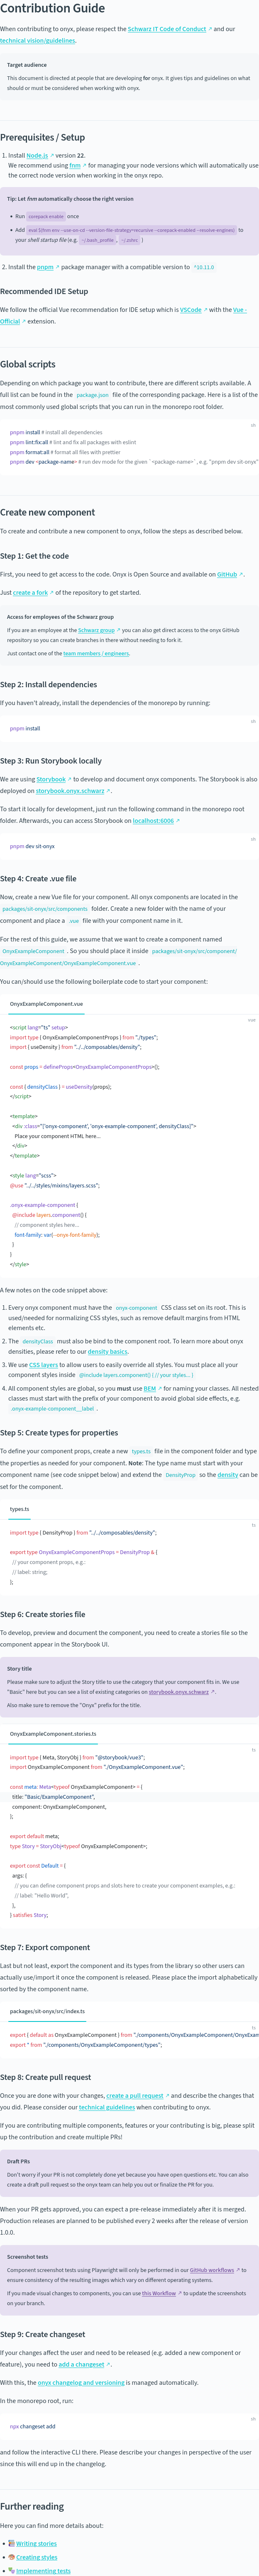 Contribution Guide
When contributing to onyx, please respect the Schwarz IT Code of Conduct ↗ and our
technical vision/guidelines.
Target audience
This document is directed at people that are developing for onyx. It gives tips and guidelines on what
should or must be considered when working with onyx.
Prerequisites / Setup
1. Install Node.js ↗ version 22.
We recommend using fnm ↗ for managing your node versions which will automatically use
the correct node version when working in the onyx repo.
Tip: Let fnm automatically choose the right version
• Run corepack enable once
• Add eval $(fnm env --use-on-cd --version-file-strategy=recursive --corepack-enabled --resolve-engines) to
your shell startup file (e.g. ~/.bash_profile, ~/.zshrc )
2. Install the pnpm ↗ package manager with a compatible version to ^10.11.0
Recommended IDE Setup
We follow the official Vue recommendation for IDE setup which is VSCode ↗ with the Vue -
Official ↗ extension.
Global scripts
Depending on which package you want to contribute, there are different scripts available. A
full list can be found in the package.json file of the corresponding package. Here is a list of the
most commonly used global scripts that you can run in the monorepo root folder.
sh
pnpm install # install all dependencies
pnpm lint:fix:all # lint and fix all packages with eslint
pnpm format:all # format all files with prettier
pnpm dev <package-name> # run dev mode for the given `<package-name>`, e.g. "pnpm dev sit-onyx"
Create new component
To create and contribute a new component to onyx, follow the steps as described below.
Step 1: Get the code
First, you need to get access to the code. Onyx is Open Source and available on GitHub ↗.
Just create a fork ↗ of the repository to get started.
Access for employees of the Schwarz group
If you are an employee at the Schwarz group ↗ you can also get direct access to the onyx GitHub
repository so you can create branches in there without needing to fork it.
Just contact one of the team members / engineers.
Step 2: Install dependencies
If you haven't already, install the dependencies of the monorepo by running:
sh
pnpm install
Step 3: Run Storybook locally
We are using Storybook ↗ to develop and document onyx components. The Storybook is also
deployed on storybook.onyx.schwarz ↗.
To start it locally for development, just run the following command in the monorepo root
folder. Afterwards, you can access Storybook on localhost:6006 ↗
sh
pnpm dev sit-onyx
Step 4: Create .vue file
Now, create a new Vue file for your component. All onyx components are located in the
packages/sit-onyx/src/components folder. Create a new folder with the name of your
component and place a .vue file with your component name in it.
For the rest of this guide, we assume that we want to create a component named
OnyxExampleComponent . So you should place it inside packages/sit-onyx/src/component/
OnyxExampleComponent/OnyxExampleComponent.vue .
You can/should use the following boilerplate code to start your component:
OnyxExampleComponent.vue
vue
<script lang="ts" setup>
import type { OnyxExampleComponentProps } from "./types";
import { useDensity } from "../../composables/density";
const props = defineProps<OnyxExampleComponentProps>();
const { densityClass } = useDensity(props);
</script>
<template>
<div :class="['onyx-component', 'onyx-example-component', densityClass]">
Place your component HTML here...
</div>
</template>
<style lang="scss">
@use "../../styles/mixins/layers.scss";
.onyx-example-component {
@include layers.component() {
// component styles here...
font-family: var(--onyx-font-family);
}
}
</style>
A few notes on the code snippet above:
1. Every onyx component must have the onyx-component CSS class set on its root. This is
used/needed for normalizing CSS styles, such as remove default margins from HTML
elements etc.
2. The densityClass must also be bind to the component root. To learn more about onyx
densities, please refer to our density basics.
3. We use CSS layers to allow users to easily override all styles. You must place all your
component styles inside @include layers.component() { // your styles... }
4. All component styles are global, so you must use BEM ↗ for naming your classes. All nested
classes must start with the prefix of you component to avoid global side effects, e.g.
.onyx-example-component__label .
Step 5: Create types for properties
To define your component props, create a new types.ts file in the component folder and type
the properties as needed for your component. Note: The type name must start with your
component name (see code snippet below) and extend the DensityProp so the density can be
set for the component.
types.ts
ts
import type { DensityProp } from "../../composables/density";
export type OnyxExampleComponentProps = DensityProp & {
// your component props, e.g.:
// label: string;
};
Step 6: Create stories file
To develop, preview and document the component, you need to create a stories file so the
component appear in the Storybook UI.
Story title
Please make sure to adjust the Story title to use the category that your component fits in. We use
"Basic" here but you can see a list of existing categories on storybook.onyx.schwarz ↗.
Also make sure to remove the "Onyx" prefix for the title.
OnyxExampleComponent.stories.ts
ts
import type { Meta, StoryObj } from "@storybook/vue3";
import OnyxExampleComponent from "./OnyxExampleComponent.vue";
const meta: Meta<typeof OnyxExampleComponent> = {
title: "Basic/ExampleComponent",
component: OnyxExampleComponent,
};
export default meta;
type Story = StoryObj<typeof OnyxExampleComponent>;
export const Default = {
args: {
// you can define component props and slots here to create your component examples, e.g.:
// label: "Hello World",
},
} satisfies Story;
Step 7: Export component
Last but not least, export the component and its types from the library so other users can
actually use/import it once the component is released. Please place the import alphabetically
sorted by the component name.
packages/sit-onyx/src/index.ts
ts
export { default as OnyxExampleComponent } from "./components/OnyxExampleComponent/OnyxExam
export * from "./components/OnyxExampleComponent/types";
Step 8: Create pull request
Once you are done with your changes, create a pull request ↗ and describe the changes that
you did. Please consider our technical guidelines when contributing to onyx.
If you are contributing multiple components, features or your contributing is big, please split
up the contribution and create multiple PRs!
Draft PRs
Don't worry if your PR is not completely done yet because you have open questions etc. You can also
create a draft pull request so the onyx team can help you out or finalize the PR for you.
When your PR gets approved, you can expect a pre-release immediately after it is merged.
Production releases are planned to be published every 2 weeks after the release of version
1.0.0.
Screenshot tests
Component screenshot tests using Playwright will only be performed in our GitHub workflows ↗ to
ensure consistency of the resulting images which vary on different operating systems.
If you made visual changes to components, you can use this Workflow ↗ to update the screenshots
on your branch.
Step 9: Create changeset
If your changes affect the user and need to be released (e.g. added a new component or
feature), you need to add a changeset ↗.
With this, the onyx changelog and versioning is managed automatically.
In the monorepo root, run:
sh
npx changeset add
and follow the interactive CLI there. Please describe your changes in perspective of the user
since this will end up in the changelog.
Further reading
Here you can find more details about:
• 📚 Writing stories
• 🎨 Creating styles
• 🔩 Implementing tests